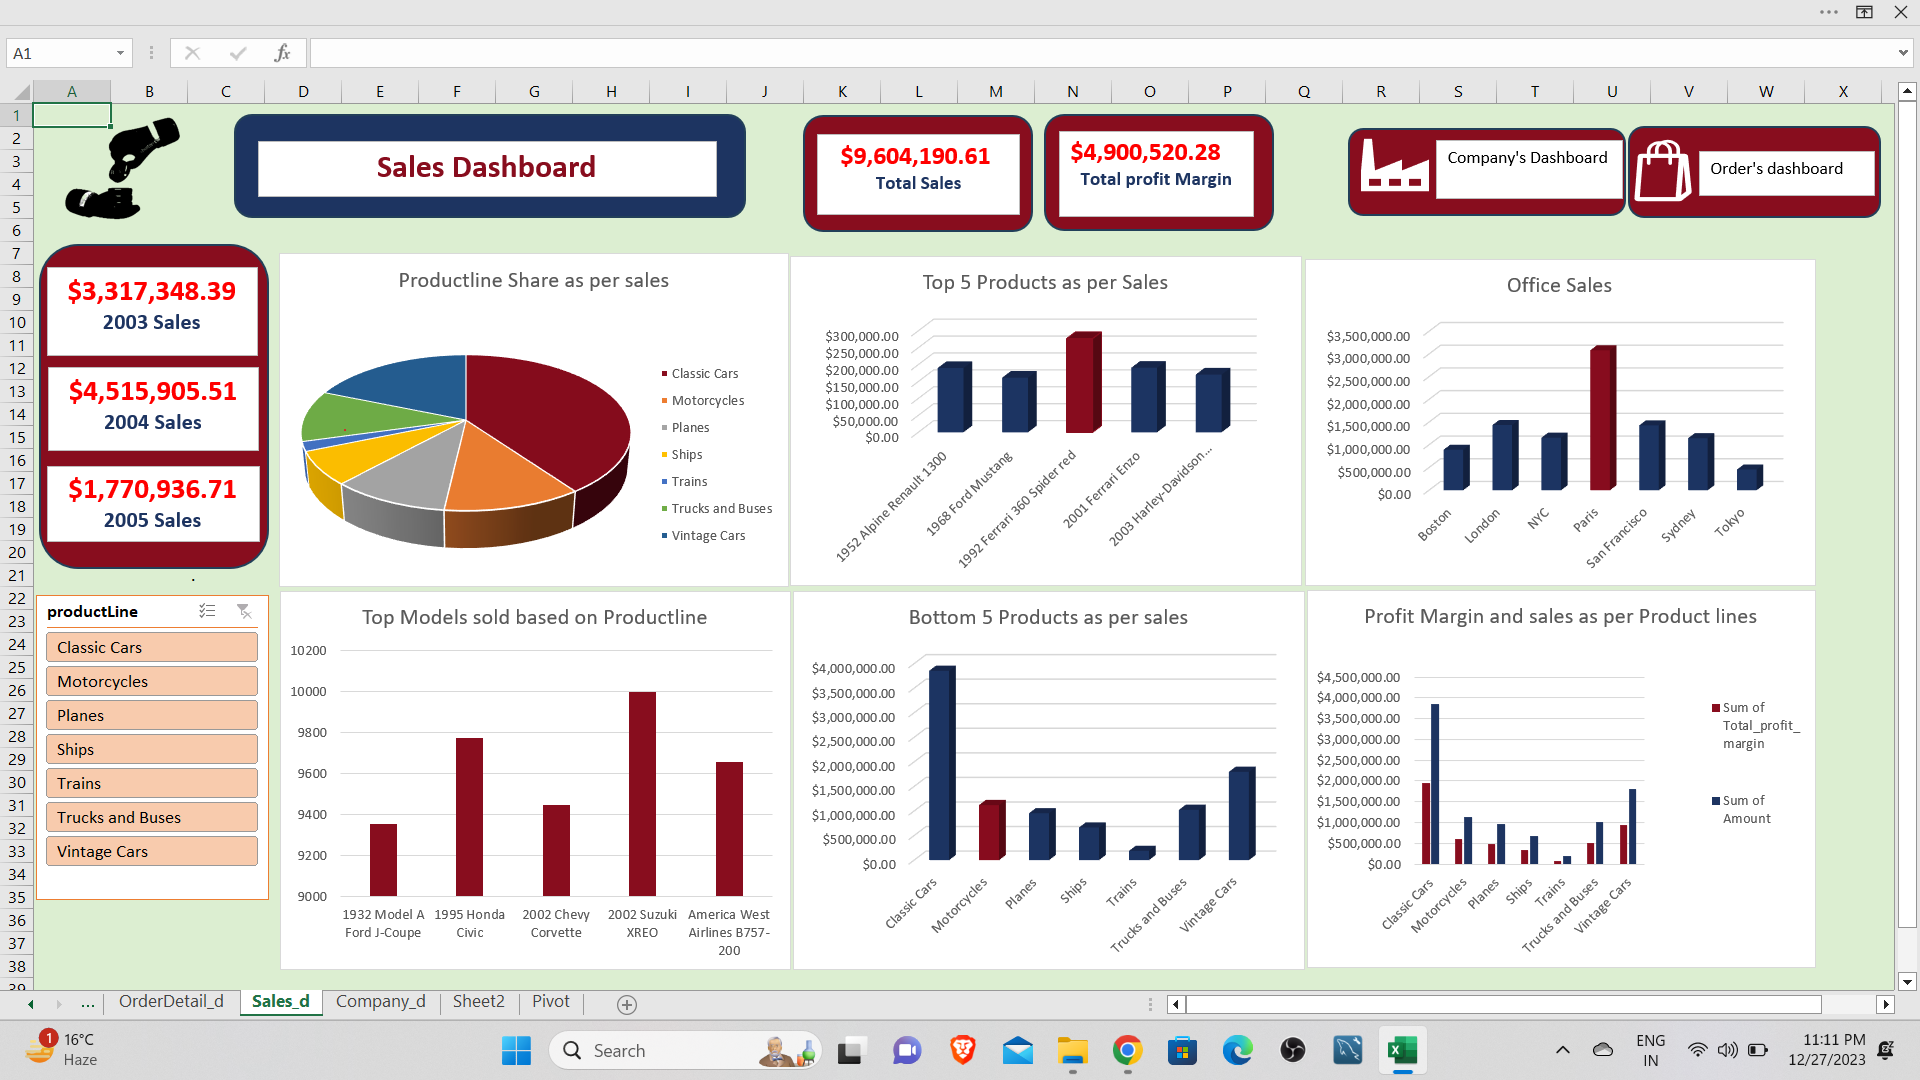 A1
fx
A B C D E F G H I J K L M N O P Q R S T U V W X
1
2
3
4
5
6
7
8
9
10
11
12
13
14
15
16
17
18
19
20
21
22
23
24
25
26
27
28
29
30
31
32
33
34
35
36
37
38
39
Sales Dashboard
$9,604,190.61
Total Sales
$4,900,520.28
Total profit Margin
Company's Dashboard
Order's dashboard
$3,317,348.39
2003 Sales
$4,515,905.51
2004 Sales
$1,770,936.71
2005 Sales
.
productLine
Classic Cars
Motorcycles
Planes
Ships
Trains
Trucks and Buses
Vintage Cars
Productline Share as per sales
Classic Cars
Motorcycles
Planes
Ships
Trains
Trucks and Buses
Vintage Cars
Top 5 Products as per Sales
$300,000.00
$250,000.00
$200,000.00
$150,000.00
$100,000.00
$50,000.00
$0.00
1952 Alpine Renault 1300
1968 Ford Mustang
1992 Ferrari 360 Spider red
2001 Ferrari Enzo
2003 Harley-Davidson...
Office Sales
$3,500,000.00
$3,000,000.00
$2,500,000.00
$2,000,000.00
$1,500,000.00
$1,000,000.00
$500,000.00
$0.00
Boston
London
NYC
Paris
San Francisco
Sydney
Tokyo
Top Models sold based on Productline
10200
10000
9800
9600
9400
9200
9000
1932 Model A
Ford J-Coupe
1995 Honda
Civic
2002 Chevy
Corvette
2002 Suzuki
XREO
America West
Airlines B757-
200
Bottom 5 Products as per sales
$4,000,000.00
$3,500,000.00
$3,000,000.00
$2,500,000.00
$2,000,000.00
$1,500,000.00
$1,000,000.00
$500,000.00
$0.00
Classic Cars
Motorcycles
Planes
Ships
Trains
Trucks and Buses
Vintage Cars
Profit Margin and sales as per Product lines
$4,500,000.00
$4,000,000.00
$3,500,000.00
$3,000,000.00
$2,500,000.00
$2,000,000.00
$1,500,000.00
$1,000,000.00
$500,000.00
$0.00
Classic Cars
Motorcycles
Planes
Ships
Trains
Trucks and Buses
Vintage Cars
Sum of
Total_profit_
margin
Sum of
Amount
... OrderDetail_d Sales_d Company_d Sheet2 Pivot
1
16°C
Haze
Search
ENG
IN
11:11 PM
12/27/2023